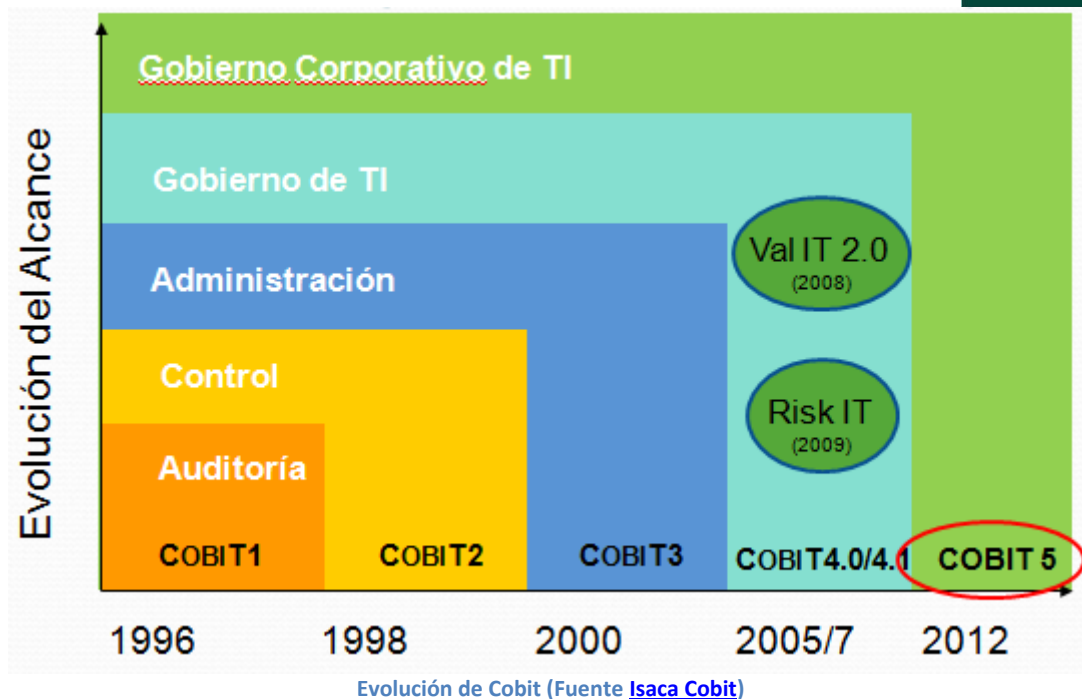 Evolución del Alcance
Gobierno Corporativo de TI
Gobierno de TI
Administración
Control
Auditoría
Val IT 2.0
(2008)
Risk IT
(2009)
COBIT1
COBIT2
COBIT3
COBIT4.0/4.1
COBIT 5
1996
1998
2000
2005/7
2012
Evolución de Cobit (Fuente Isaca Cobit)